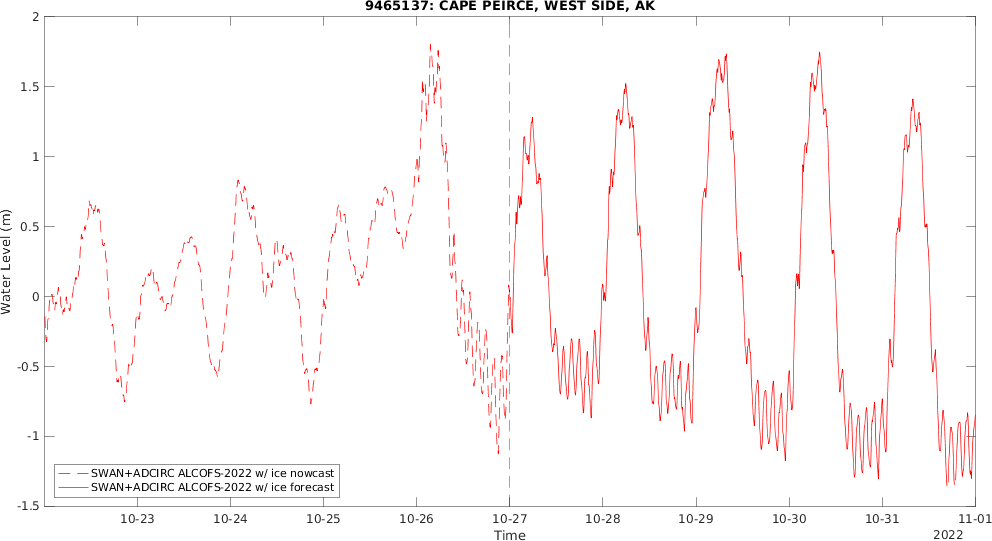 9465137: CAPE PEIRCE, WEST SIDE, AK
2
1.5
1
0.5
0
-0.5
-1
-1.5
Water Level (m)
SWAN+ADCIRC ALCOFS-2022 w/ ice nowcast
SWAN+ADCIRC ALCOFS-2022 w/ ice forecast
10-23 10-24 10-25 10-26 10-27 10-28 10-29 10-30 10-31 11-01
Time
2022